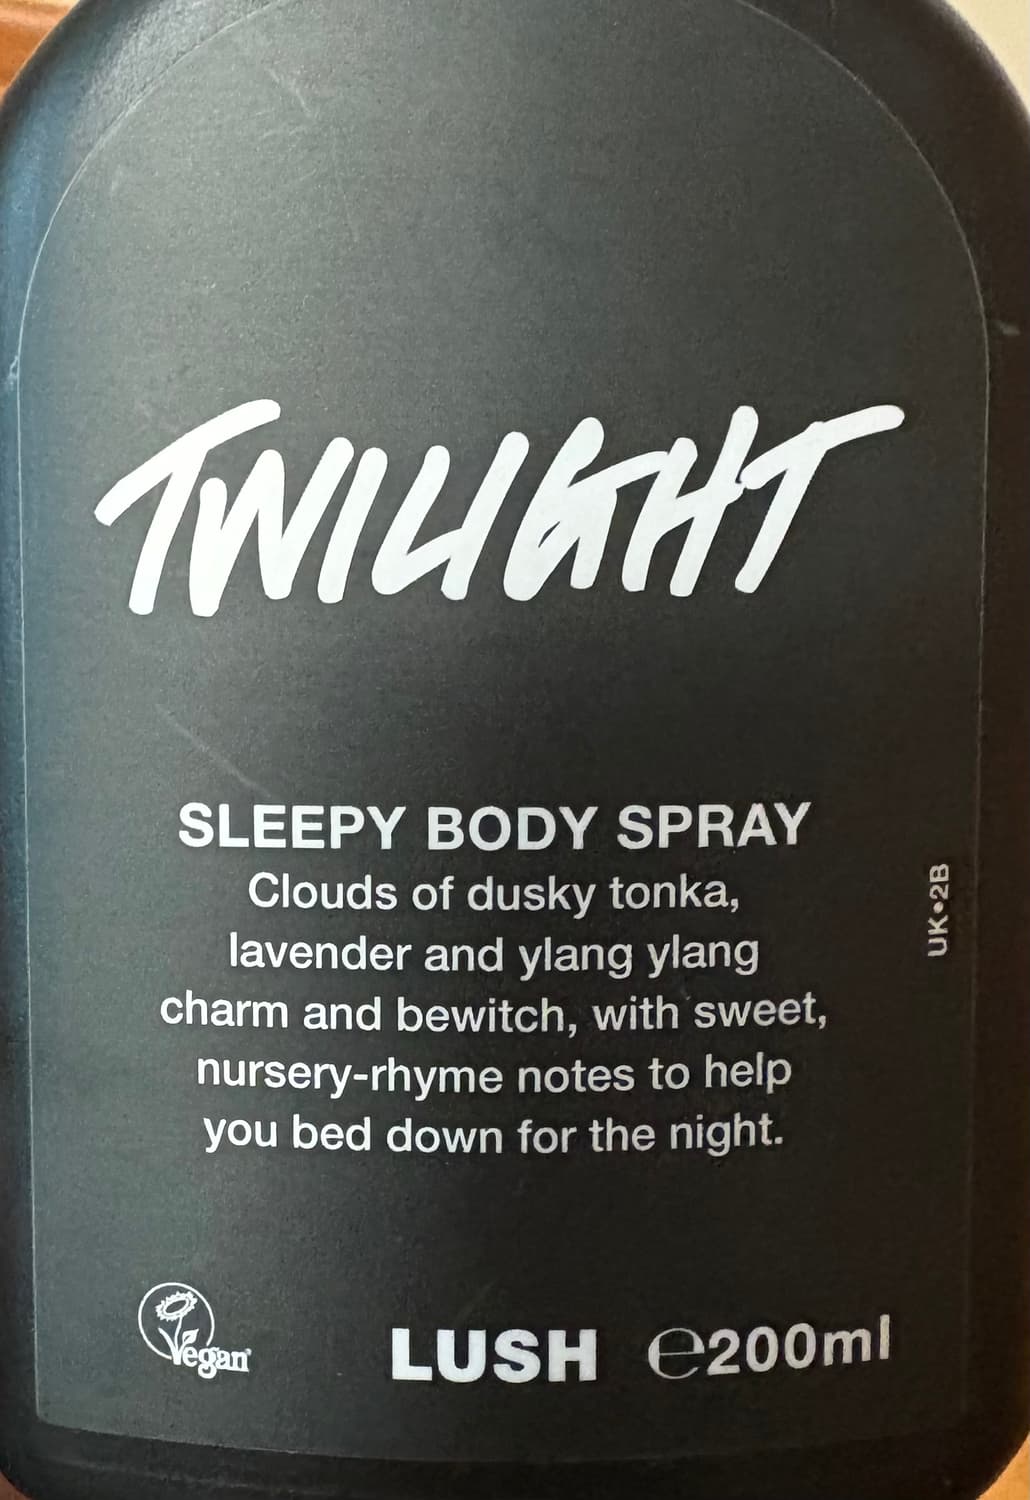 TWILIGHT
SLEEPY BODY SPRAY
Clouds of dusky tonka,
lavender and ylang ylang
charm and bewitch, with sweet,
nursery-rhyme notes to help
you bed down for the night.
UK•2B
Vegan
LUSH ℮200ml